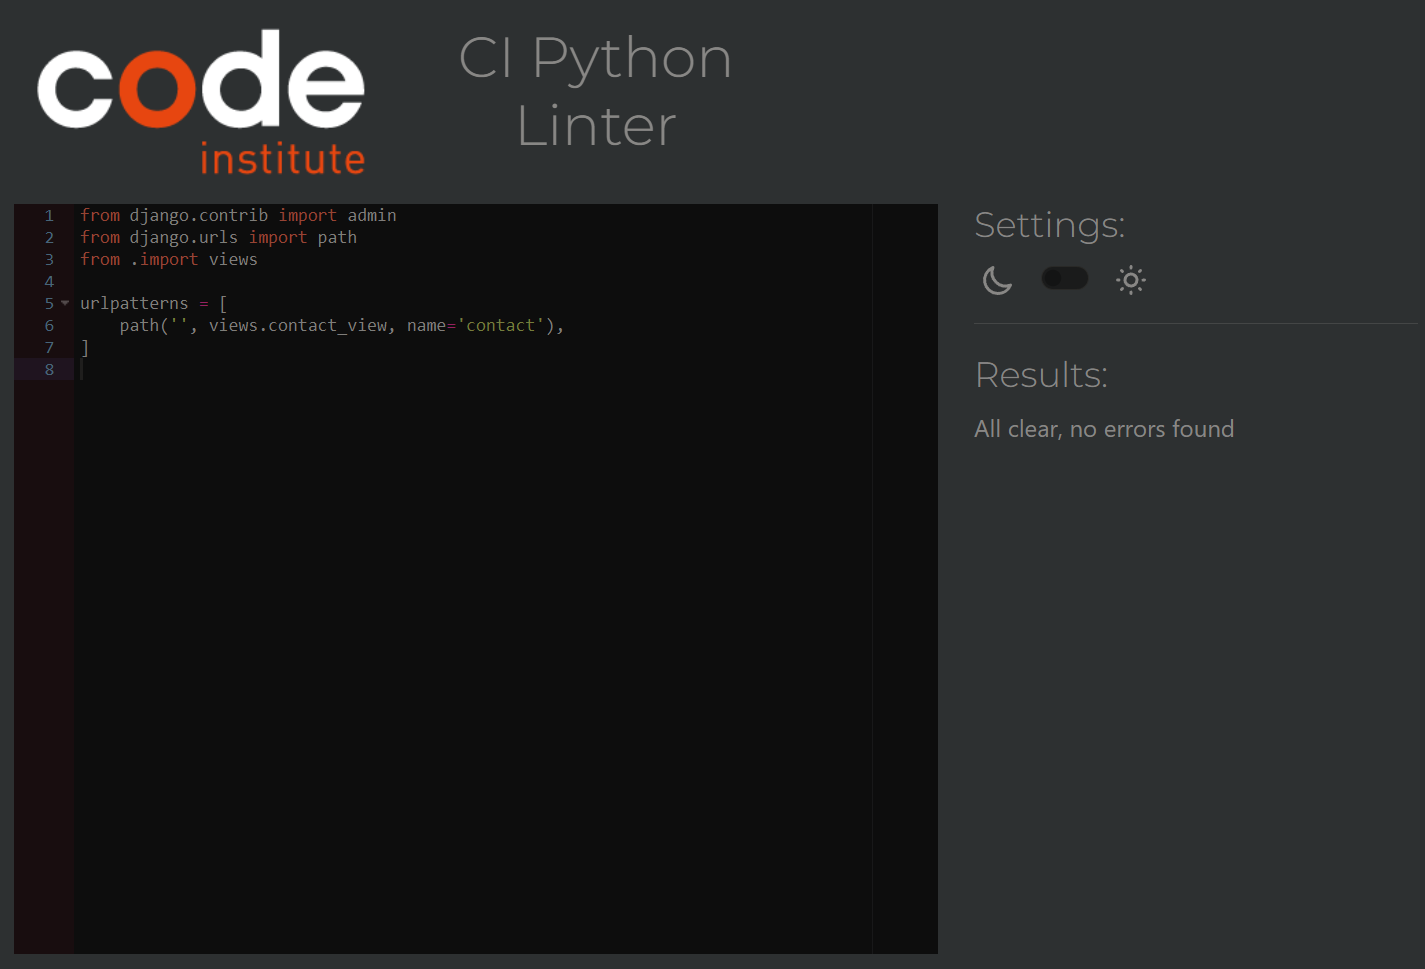 code
institute
CI Python
Linter
1 from django.contrib import admin
2 from django.urls import path
3 from .import views
4
5 urlpatterns = [
6     path('', views.contact_view, name='contact'),
7 ]
8
Settings:
Results:
All clear, no errors found